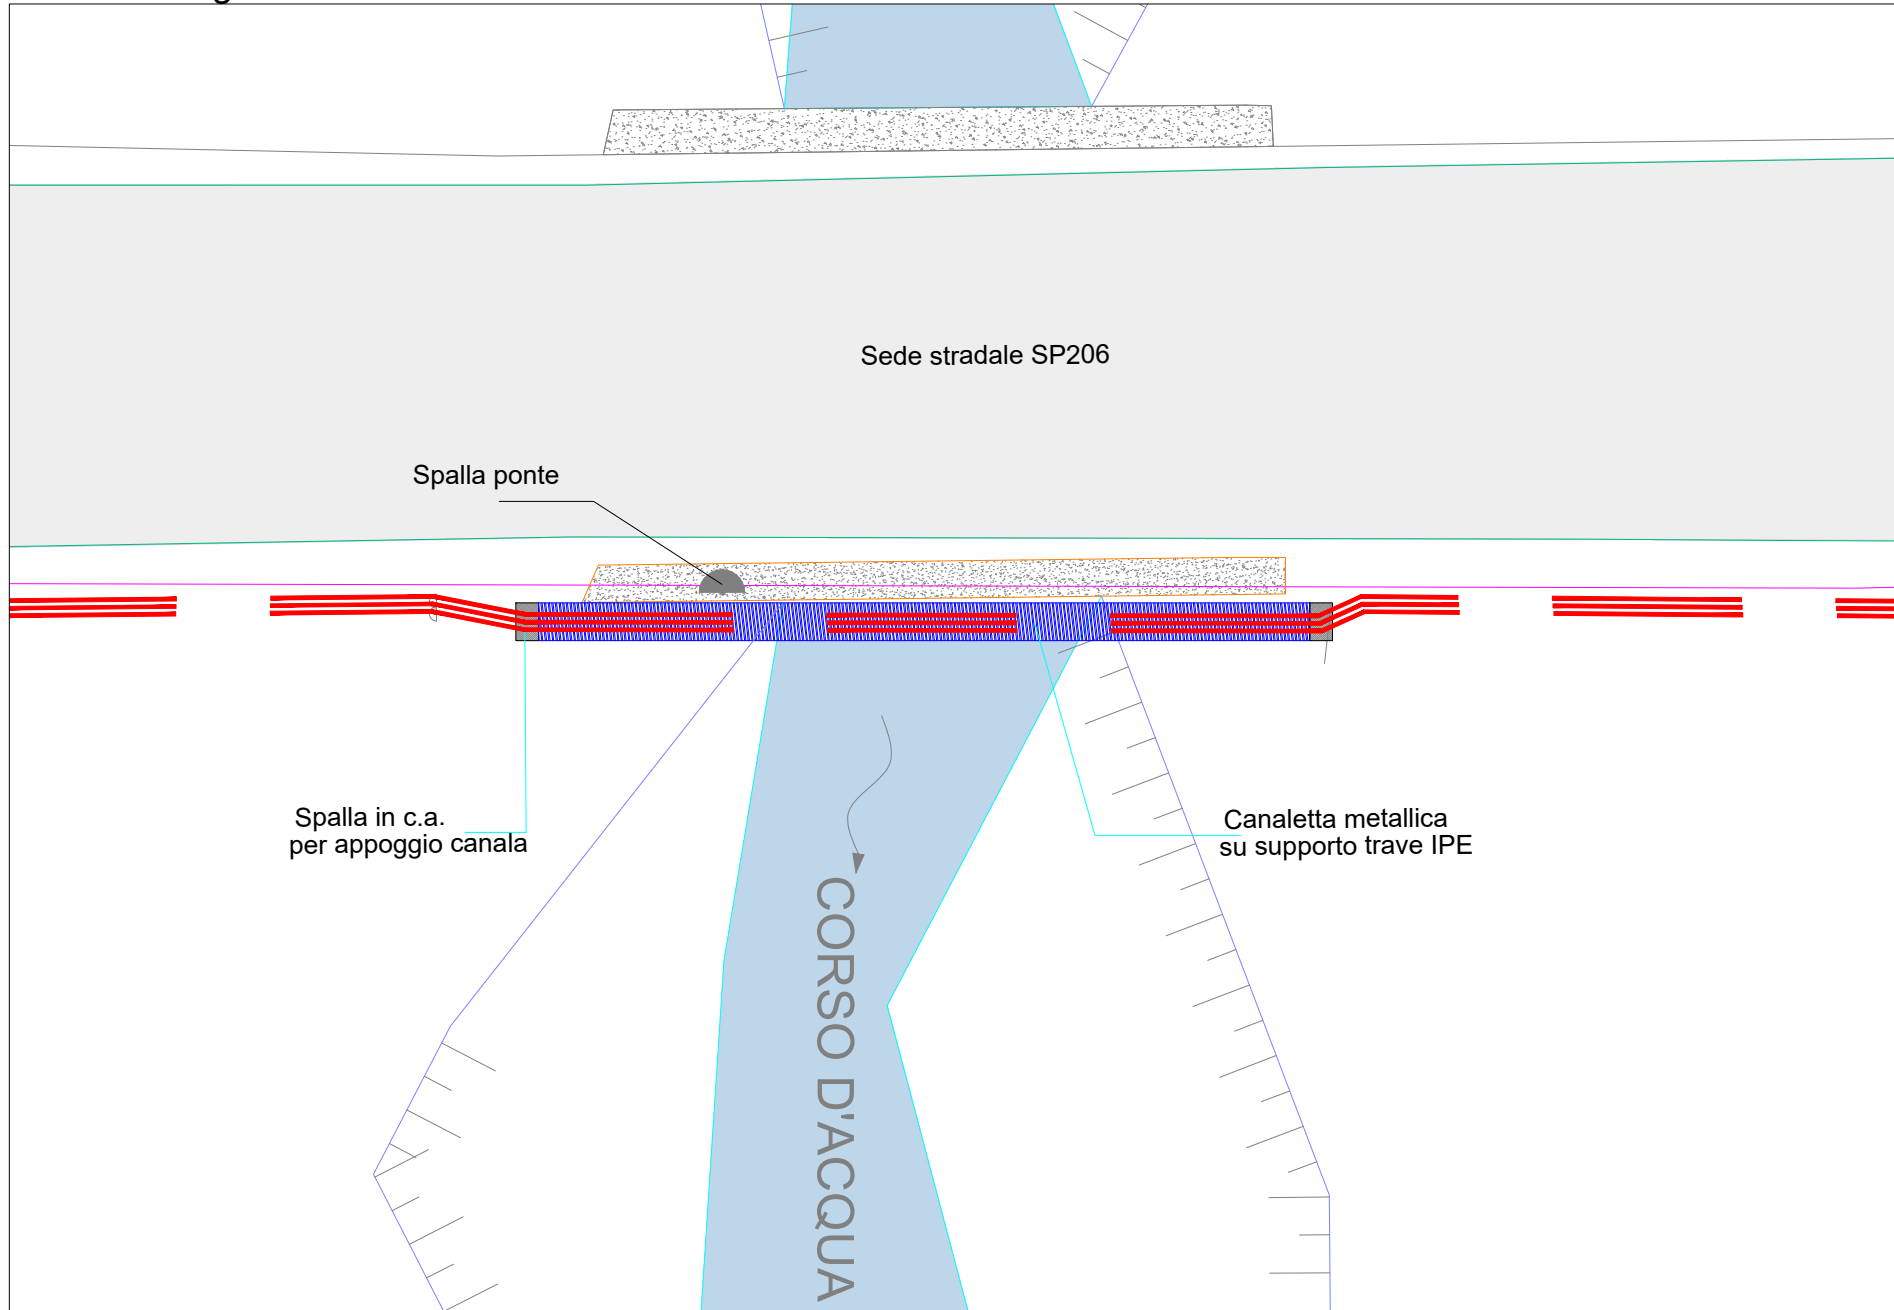 Sede stradale SP206
Spalla ponte
Spalla in c.a.
per appoggio canala
Canaletta metallica
su supporto trave IPE
CORSO D'ACQUA